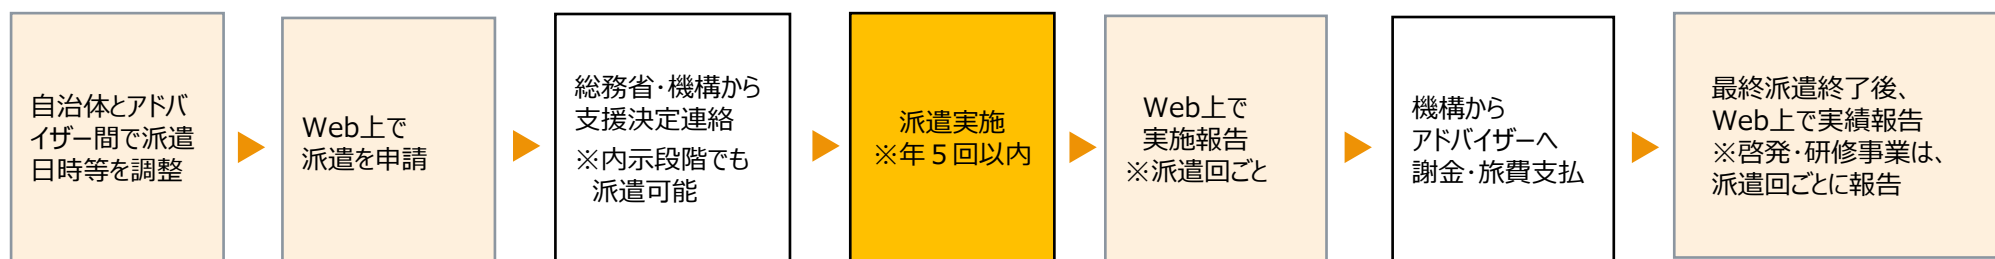 自治体とアドバ
イザー間で派遣
日時等を調整
Web上で
派遣を申請
総務省・機構から
支援決定連絡
※内示段階でも
派遣可能
派遣実施
※年５回以内
Web上で
実施報告
※派遣回ごと
機構から
アドバイザーへ
謝金・旅費支払
最終派遣終了後、
Web上で実績報告
※啓発・研修事業は、
派遣回ごとに報告